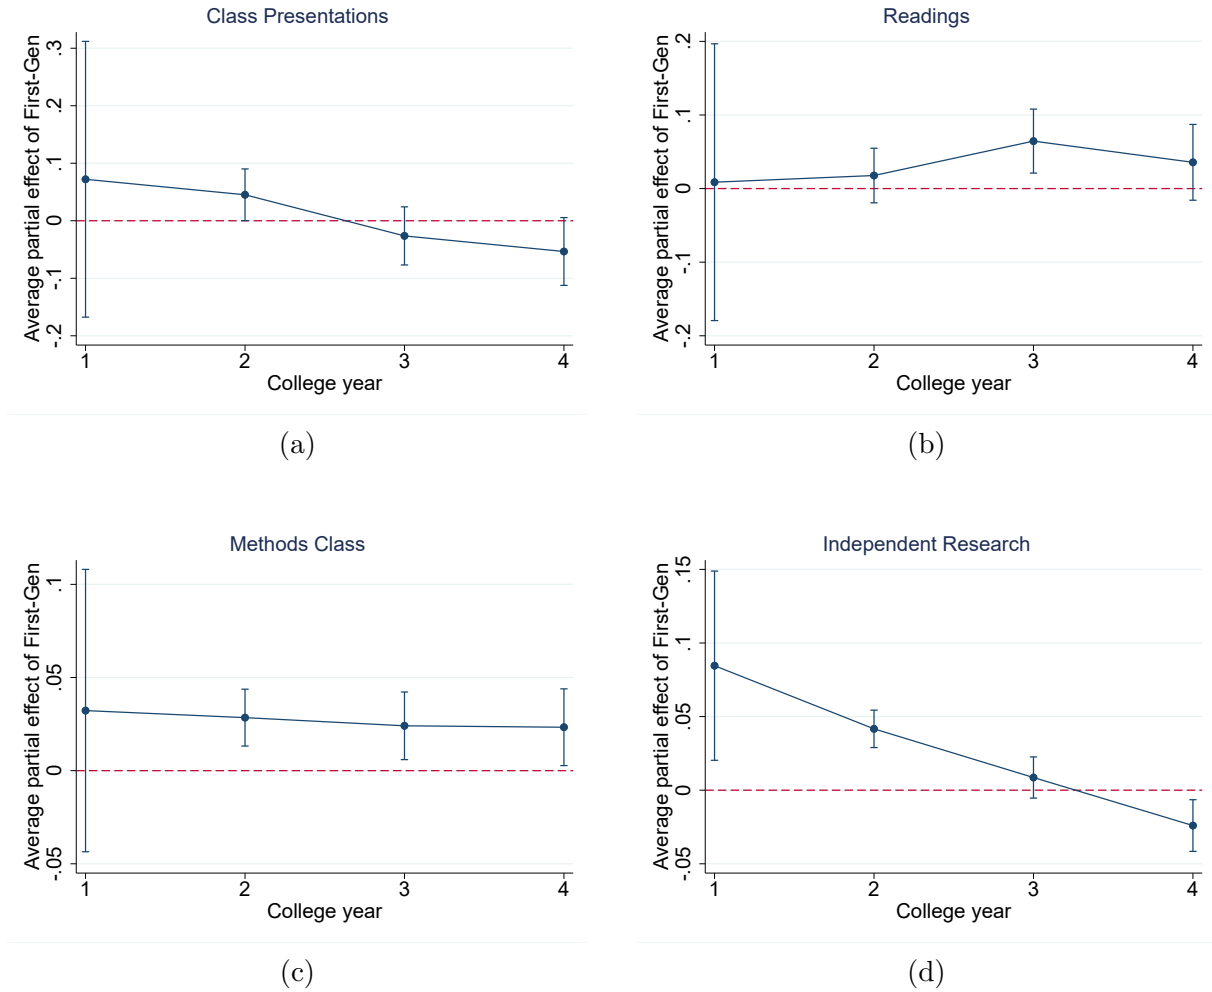 Class Presentations
Average partial effect of First-Gen
.3
.2
.1
0
-.1
-.2
1 2 3 4
College year
(a)
Readings
Average partial effect of First-Gen
.2
.1
0
-.1
-.2
1 2 3 4
College year
(b)
Methods Class
Average partial effect of First-Gen
.1
.05
0
-.05
1 2 3 4
College year
(c)
Independent Research
Average partial effect of First-Gen
.15
.1
.05
0
-.05
1 2 3 4
College year
(d)